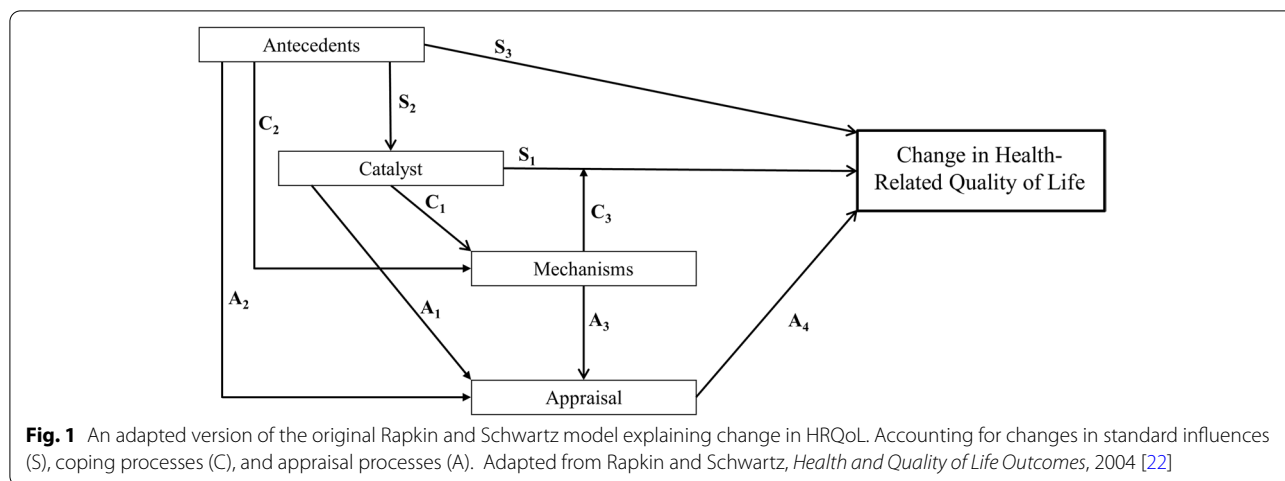 Antecedents
S3
S2
C2
Catalyst
S1
Change in Health-
Related Quality of Life
C1
C3
Mechanisms
A2
A1
A3
A4
Appraisal
Fig. 1 An adapted version of the original Rapkin and Schwartz model explaining change in HRQoL. Accounting for changes in standard influences
(S), coping processes (C), and appraisal processes (A). Adapted from Rapkin and Schwartz, Health and Quality of Life Outcomes, 2004 [22]